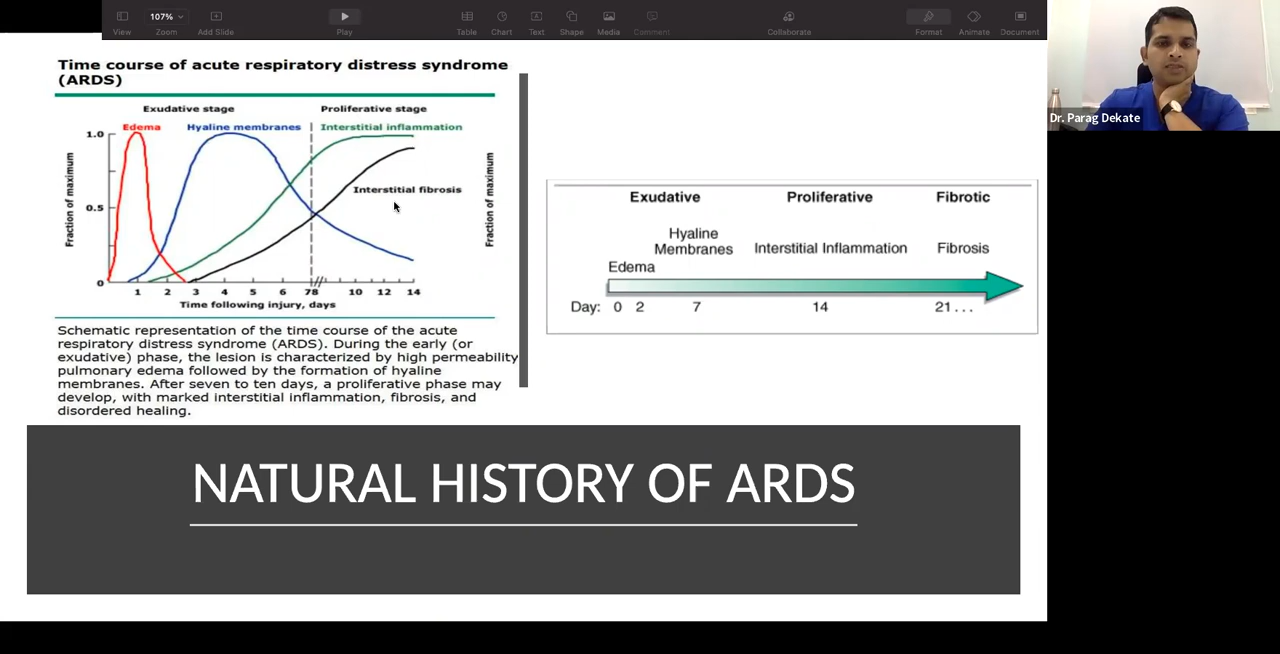 107%
View Zoom Add Slide Play Table Chart Text Shape Media Comment Collaborate Format Animate Document
Dr. Parag Dekate
Time course of acute respiratory distress syndrome
(ARDS)
Exudative stage Proliferative stage
Edema Hyaline membranes Interstitial inflammation
1.0
Interstitial fibrosis
0.5
Fraction of maximum
Fraction of maximum
0
1 2 3 4 5 6 7 8 10 12 14
Time following injury, days
Schematic representation of the time course of the acute
respiratory distress syndrome (ARDS). During the early (or
exudative) phase, the lesion is characterized by high permeability
pulmonary edema followed by the formation of hyaline
membranes. After seven to ten days, a proliferative phase may
develop, with marked interstitial inflammation, fibrosis, and
disordered healing.
Exudative Proliferative Fibrotic
Hyaline
Membranes Interstitial Inflammation Fibrosis
Edema
Day: 0 2 7 14 21...
NATURAL HISTORY OF ARDS